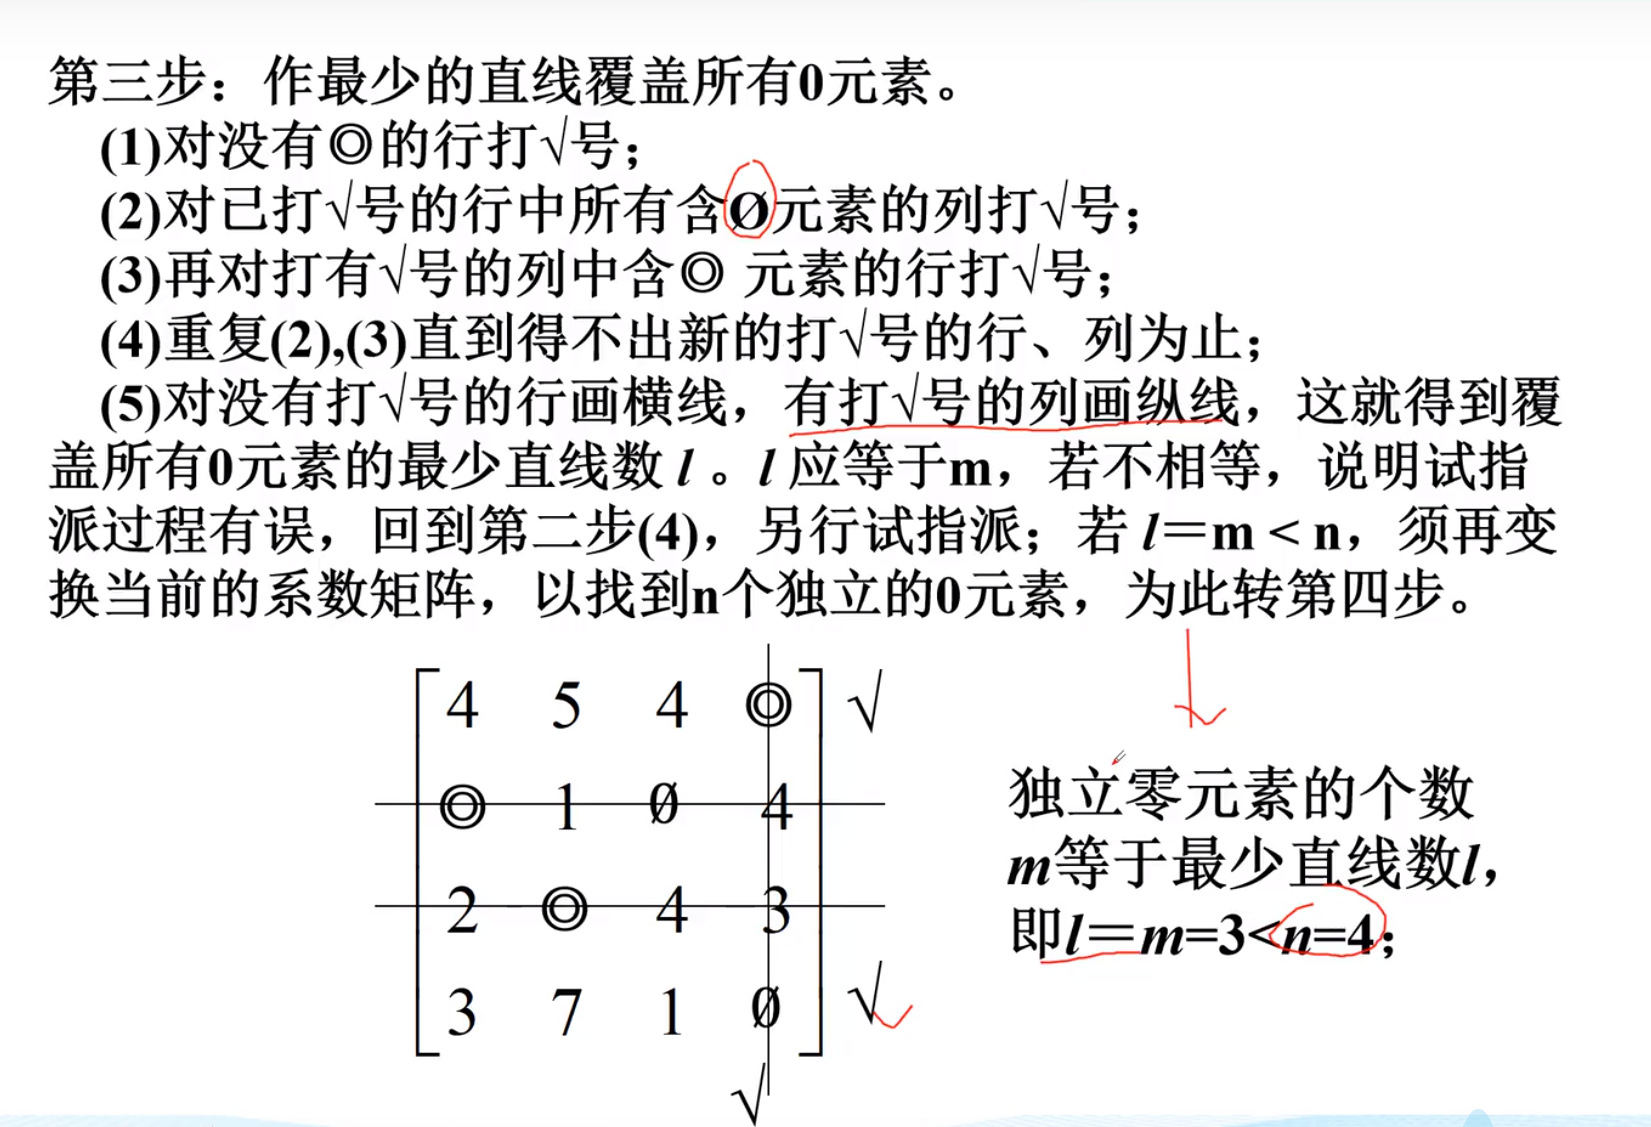 第三步：作最少的直线覆盖所有0元素。
(1)对没有◎的行打√号；
(2)对已打√号的行中所有含Ø元素的列打√号；
(3)再对打有√号的列中含◎ 元素的行打√号；
(4)重复(2),(3)直到得不出新的打√号的行、列为止；
(5)对没有打√号的行画横线，有打√号的列画纵线，这就得到覆
盖所有0元素的最少直线数 l 。l 应等于m，若不相等，说明试指
派过程有误，回到第二步(4)，另行试指派；若 l＝m < n，须再变
换当前的系数矩阵，以找到n个独立的0元素，为此转第四步。
4 5 4 ◎ √
◎ 1 Ø 4
2 ◎ 4 3
3 7 1 Ø √
√
独立零元素的个数
m等于最少直线数l，
即l＝m=3<n=4；